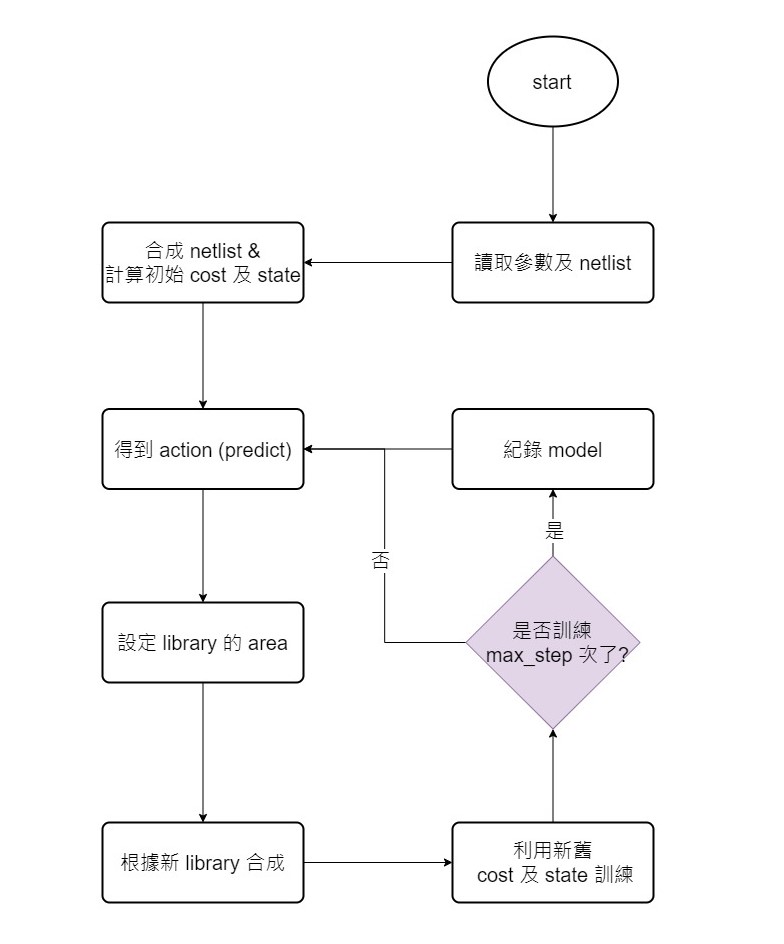 start
讀取參數及 netlist
合成 netlist &
計算初始 cost 及 state
得到 action (predict)
紀錄 model
否
是
設定 library 的 area
是否訓練
max_step 次了?
根據新 library 合成
利用新舊
cost 及 state 訓練